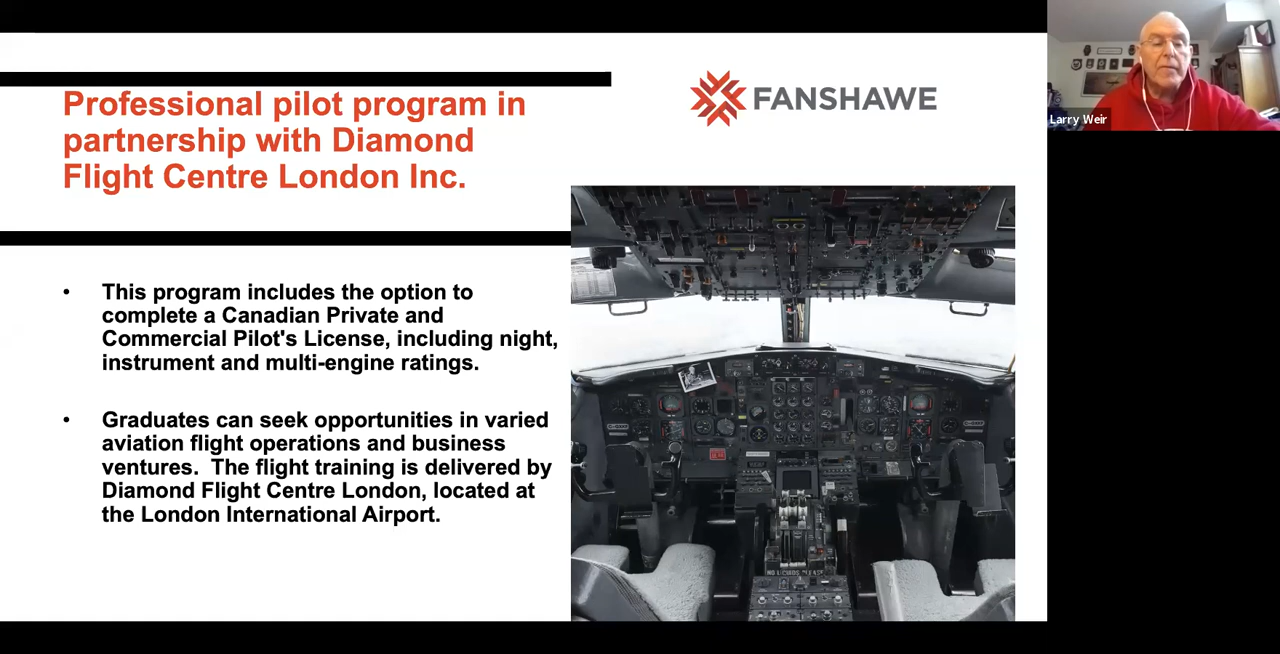 Professional pilot program in
partnership with Diamond
Flight Centre London Inc.
FANSHAWE
Larry Weir
• This program includes the option to
complete a Canadian Private and
Commercial Pilot's License, including night,
instrument and multi-engine ratings.
• Graduates can seek opportunities in varied
aviation flight operations and business
ventures.  The flight training is delivered by
Diamond Flight Centre London, located at
the London International Airport.